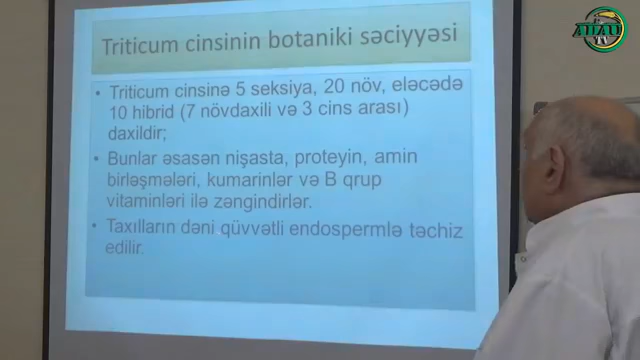 ADAU
TV
Triticum cinsinin botaniki səciyyəsi
• Triticum cinsinə 5 seksiya, 20 növ, eləcədə
10 hibrid (7 növdaxili və 3 cins arası)
daxildir;
• Bunlar əsasən nişasta, proteyin, amin
birləşmələri, kumarinlər və B qrup
vitaminləri ilə zəngindirlər.
• Taxılların dəni qüvvətli endospermlə təchiz
edilir.